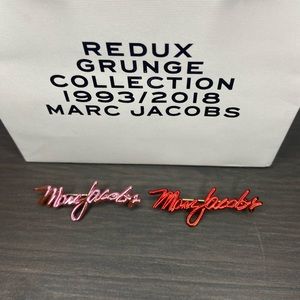 REDUX
GRUNGE
COLLECTION
1993/2018
MARC JACOBS
Marc Jacobs Marc Jacobs